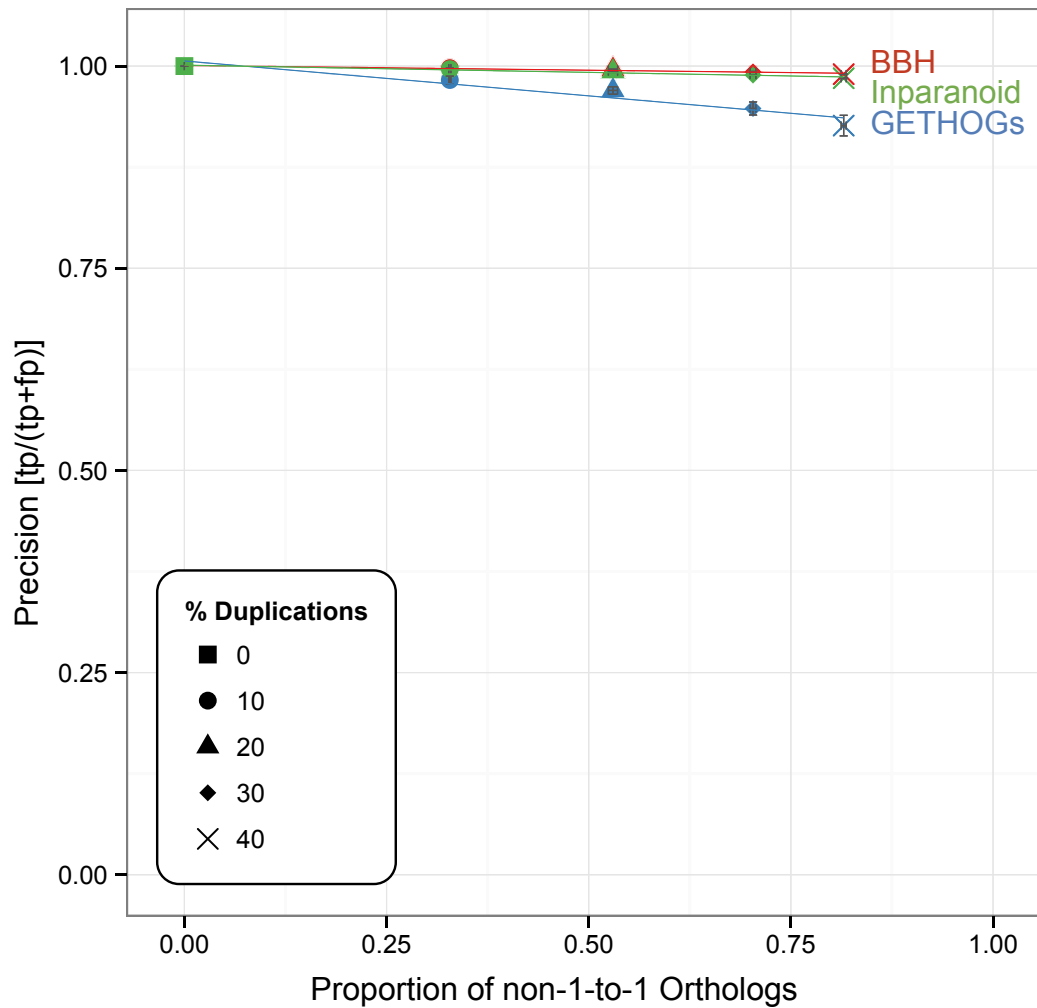 1.00
0.75
0.50
0.25
0.00
Precision [tp/(tp+fp)]
BBH
Inparanoid
GETHOGs
% Duplications
0
10
20
30
40
0.00 0.25 0.50 0.75 1.00
Proportion of non-1-to-1 Orthologs